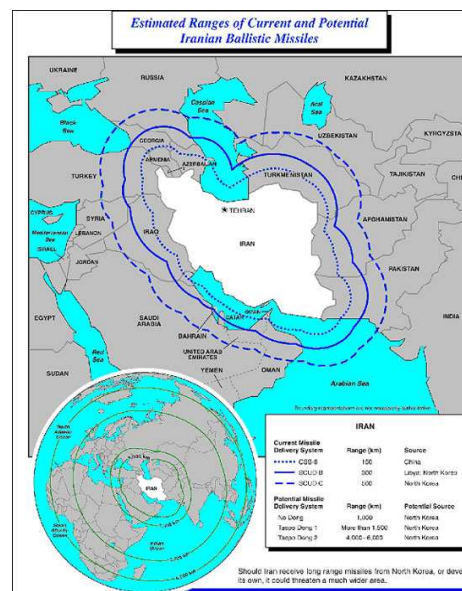 Estimated Ranges of Current and Potential
Iranian Ballistic Missiles
UKRAINE
RUSSIA
KAZAKHSTAN
Caspian
Sea
Aral
Sea
Black
Sea
UZBEKISTAN
KYRGYZSTAN
GEORGIA
ARMENIA
AZERBAIJAN
TURKMENISTAN
TAJIKISTAN
TURKEY
TEHRAN
CYPRUS
Mediterranean
Sea
SYRIA
LEBANON
ISRAEL
IRAQ
IRAN
AFGHANISTAN
JORDAN
PAKISTAN
EGYPT
SAUDI
ARABIA
QATAR
BAHRAIN
UNITED ARAB
EMIRATES
INDIA
Red
Sea
OMAN
SUDAN
YEMEN
Arabian Sea
IRAN
IRAN
Current Missile
Delivery System Range (km) Source
CSS-8 150 China
SCUD-B 300 Libya; North Korea
SCUD-C 500 North Korea
Potential Missile
Delivery System Range (km) Potential Source
No Dong 1,000 North Korea
Taepo Dong 1 More than 1,500 North Korea
Taepo Dong 2 4,000 - 6,000 North Korea
Should Iran receive long range missiles from North Korea, or deve
its own, it could threaten a much wider area.